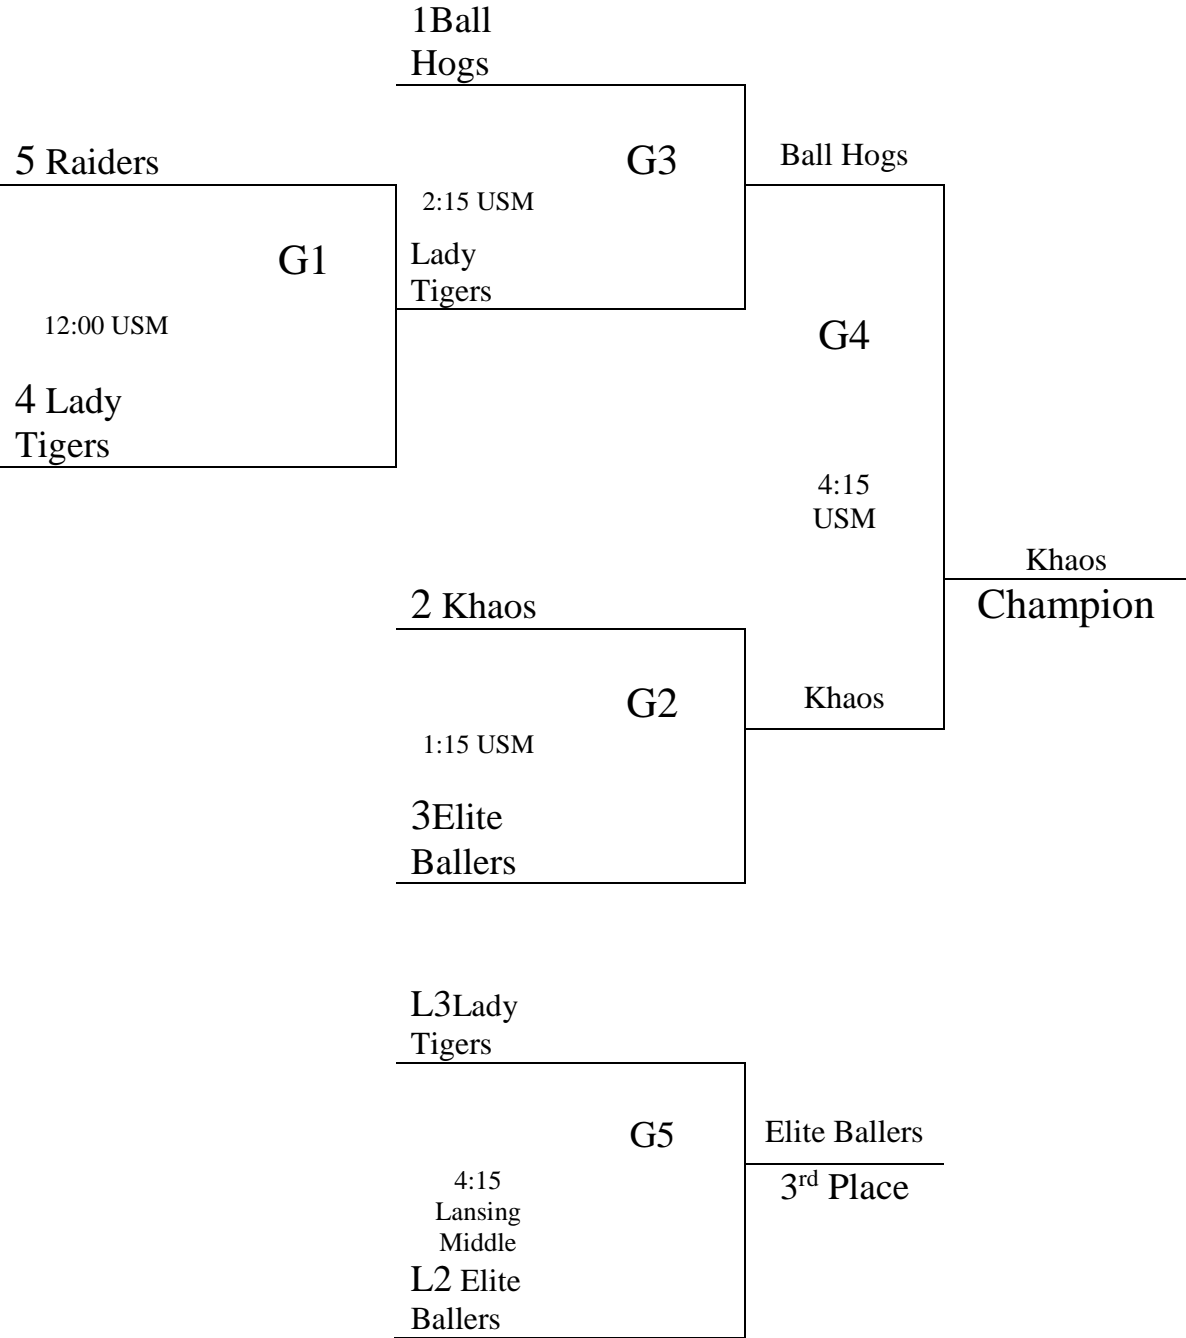 1Ball
Hogs
5 Raiders
G3
Ball Hogs
2:15 USM
G1
Lady
Tigers
12:00 USM
G4
4 Lady
Tigers
4:15
USM
Khaos
Champion
2 Khaos
G2
Khaos
1:15 USM
3Elite
Ballers
L3Lady
Tigers
G5
Elite Ballers
3rd Place
4:15
Lansing
Middle
L2 Elite
Ballers